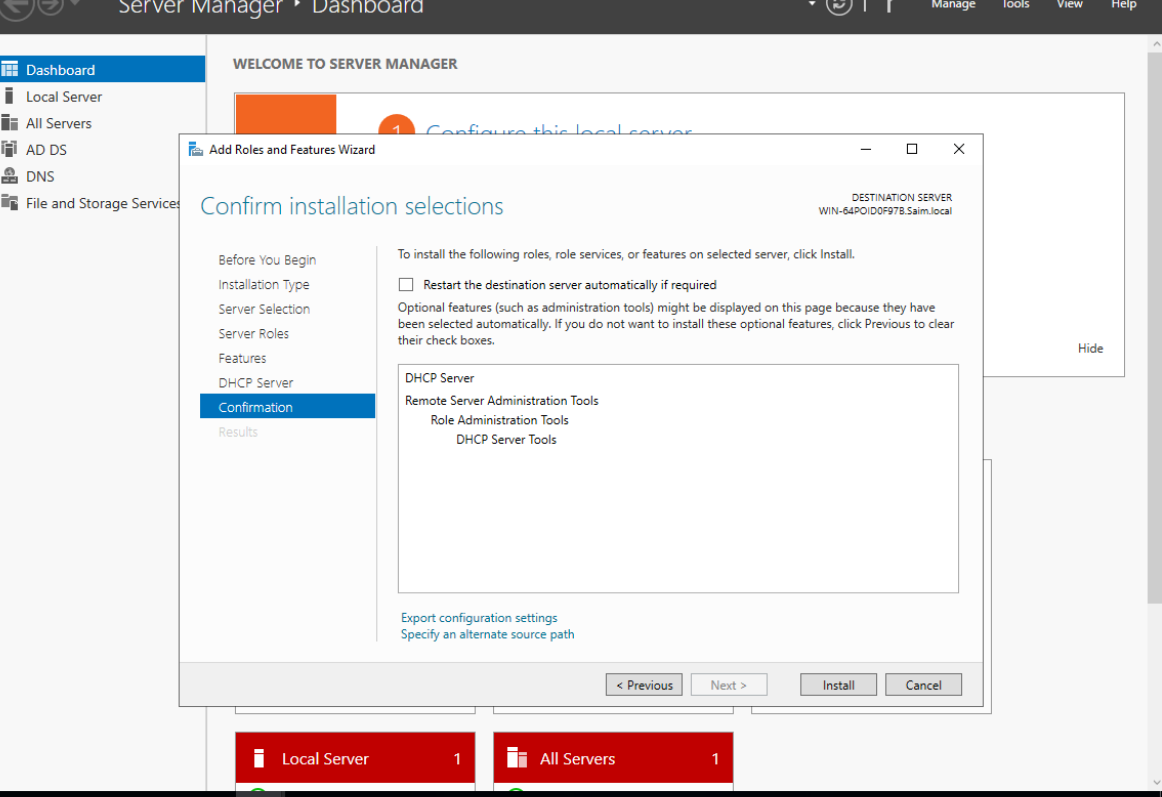 Server Manager ‣ Dashboard
Manage
Tools
View
Help
Dashboard
Local Server
All Servers
AD DS
DNS
File and Storage Services
WELCOME TO SERVER MANAGER
1 Configure this local server
Hide
Add Roles and Features Wizard
Confirm installation selections
DESTINATION SERVER
WIN-64POID0F97B.Saim.local
Before You Begin
Installation Type
Server Selection
Server Roles
Features
DHCP Server
Confirmation
Results
To install the following roles, role services, or features on selected server, click Install.
Restart the destination server automatically if required
Optional features (such as administration tools) might be displayed on this page because they have
been selected automatically. If you do not want to install these optional features, click Previous to clear
their check boxes.
DHCP Server
Remote Server Administration Tools
Role Administration Tools
DHCP Server Tools
Export configuration settings
Specify an alternate source path
< Previous
Next >
Install
Cancel
Local Server 1
All Servers 1